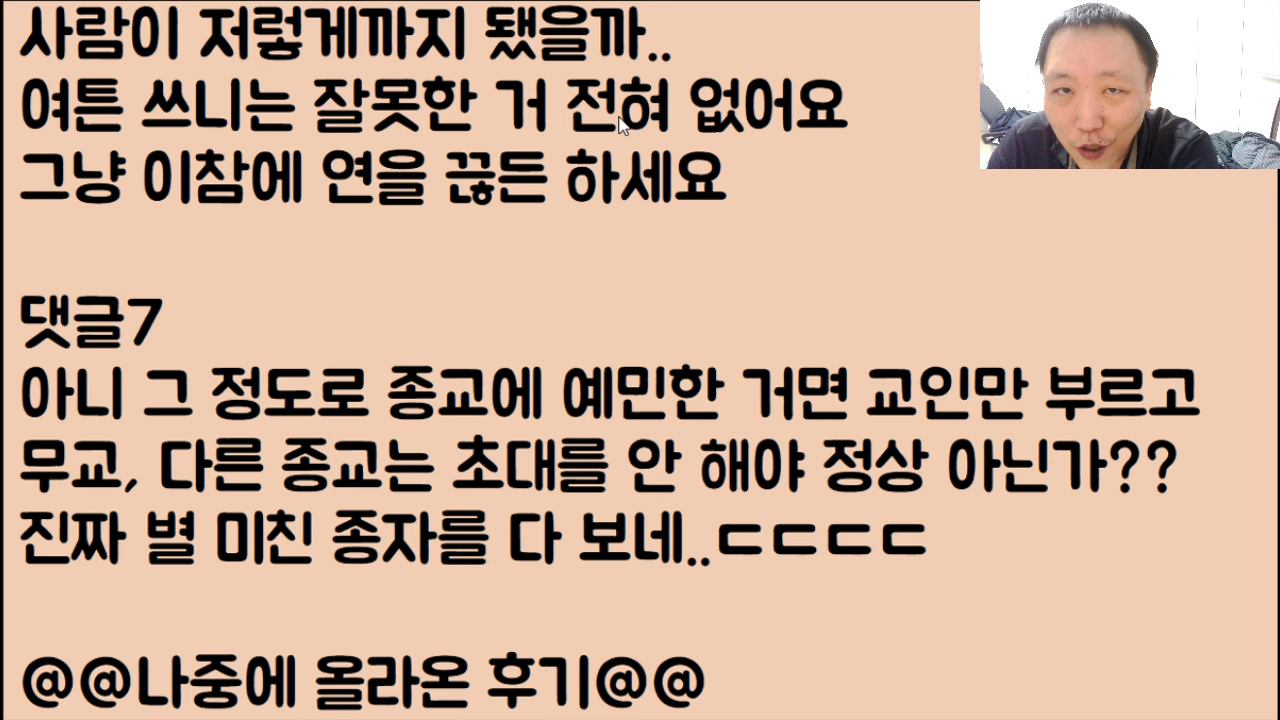 사람이 저렇게까지 됐을까..
여튼 쓰니는 잘못한 거 전혀 없어요
그냥 이참에 연을 끊든 하세요
댓글7
아니 그 정도로 종교에 예민한 거면 교인만 부르고
무교, 다른 종교는 초대를 안 해야 정상 아닌가??
진짜 별 미친 종자를 다 보네..ㄷㄷㄷㄷ
@@나중에 올라온 후기@@